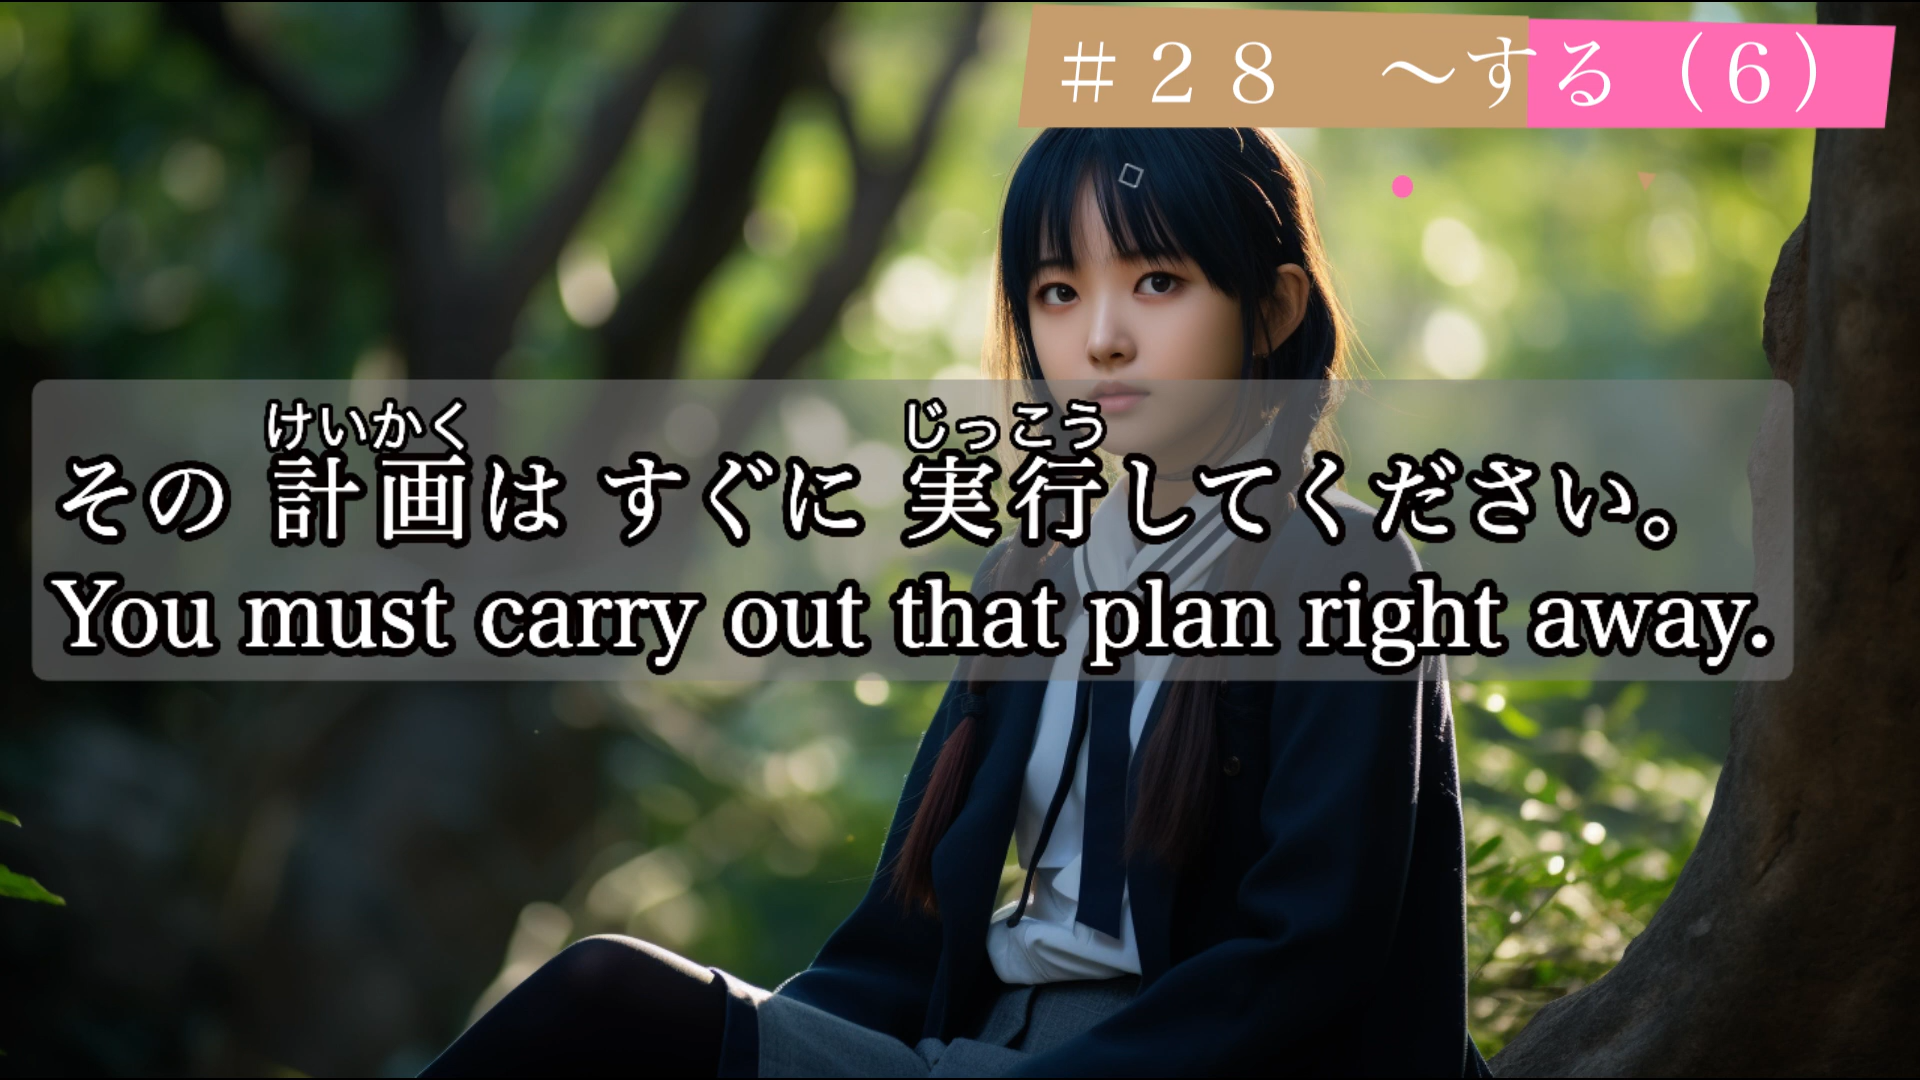 ＃２８　～する（６）
けいかく じっこう
その 計画は すぐに 実行してください。
You must carry out that plan right away.